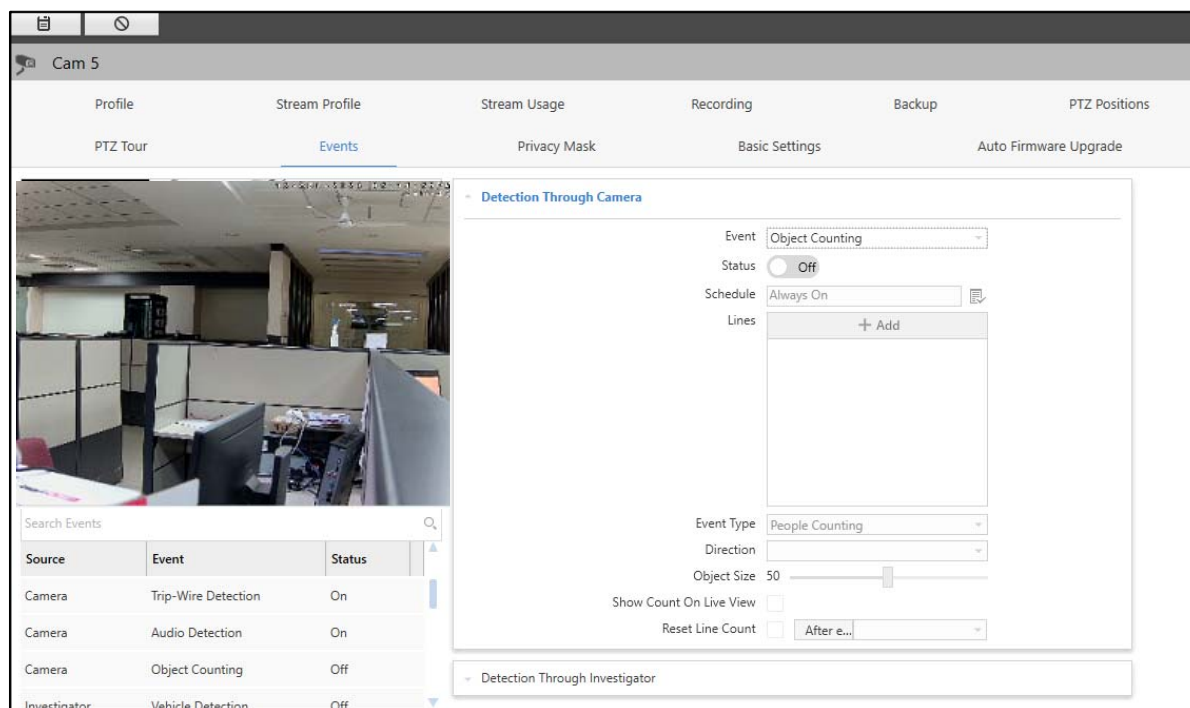 Cam 5
Profile
Stream Profile
Stream Usage
Recording
Backup
PTZ Positions
PTZ Tour
Events
Privacy Mask
Basic Settings
Auto Firmware Upgrade
Detection Through Camera
Event Object Counting
Status Off
Schedule Always On
Lines + Add
Event Type People Counting
Direction
Object Size 50
Show Count On Live View
Reset Line Count After e...
Search Events
Source Event Status
Camera Trip-Wire Detection On
Camera Audio Detection On
Camera Object Counting Off
Investigator Vehicle Detection Off
Detection Through Investigator